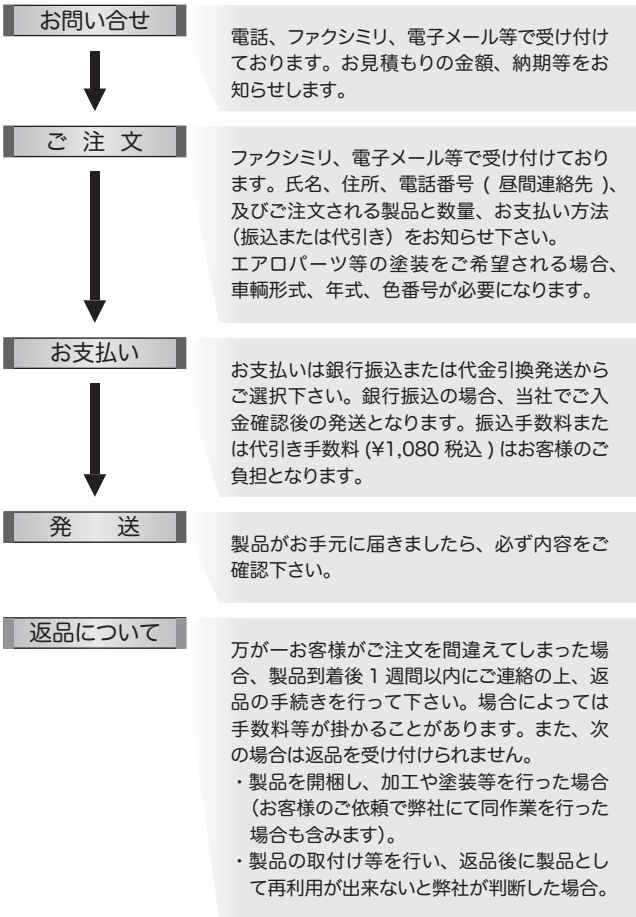 お問い合せ
電話、ファクシミリ、電子メール等で受け付け
ております。お見積もりの金額、納期等をお
知らせします。
ご 注 文
ファクシミリ、電子メール等で受け付けており
ます。氏名、住所、電話番号 ( 昼間連絡先 )、
及びご注文される製品と数量、お支払い方法
（振込または代引き）をお知らせ下さい。
エアロパーツ等の塗装をご希望される場合、
車輌形式、年式、色番号が必要になります。
お支払い
お支払いは銀行振込または代金引換発送から
ご選択下さい。銀行振込の場合、当社でご入
金確認後の発送となります。振込手数料また
は代引き手数料 (¥1,080 税込 ) はお客様のご
負担となります。
発 送
製品がお手元に届きましたら、必ず内容をご
確認下さい。
返品について
万が一お客様がご注文を間違えてしまった場
合、製品到着後 1 週間以内にご連絡の上、返
品の手続きを行って下さい。場合によっては
手数料等が掛かることがあります。また、次
の場合は返品を受け付けられません。
・製品を開梱し、加工や塗装等を行った場合
（お客様のご依頼で弊社にて同作業を行った
場合も含みます）。
・製品の取付け等を行い、返品後に製品とし
て再利用が出来ないと弊社が判断した場合。